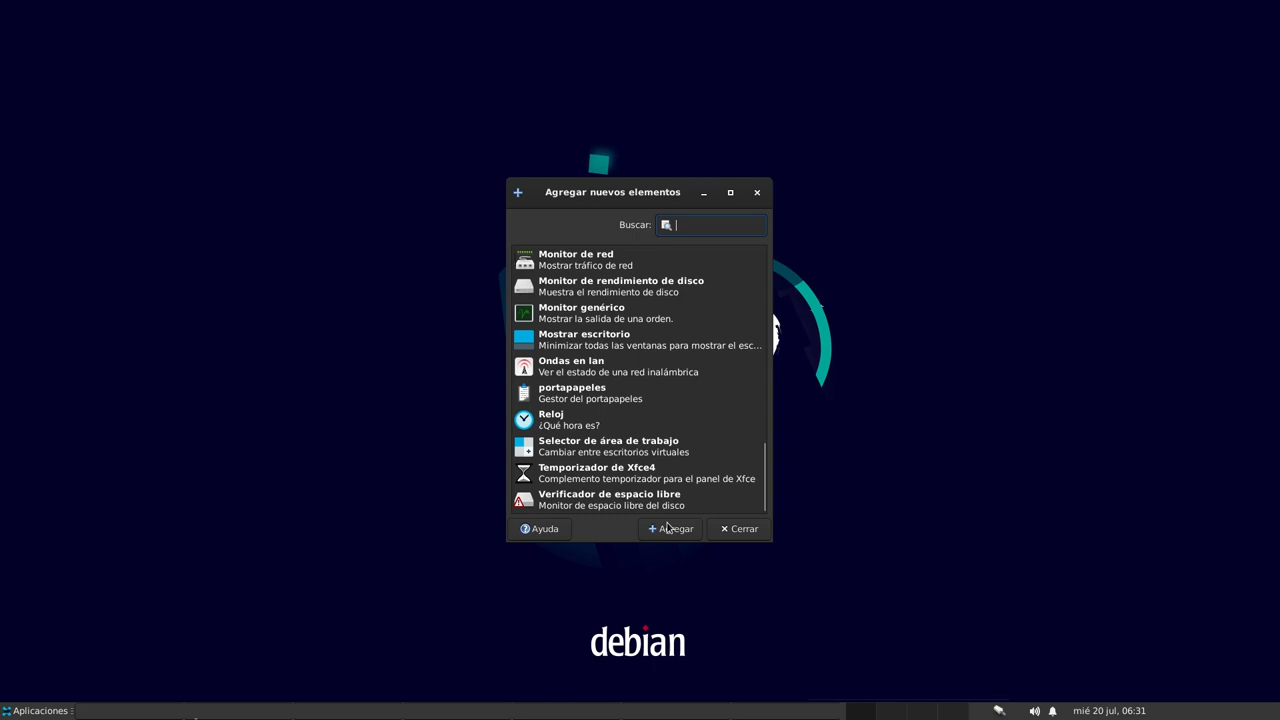 Agregar nuevos elementos
Buscar:
Monitor de red
Mostrar tráfico de red
Monitor de rendimiento de disco
Muestra el rendimiento de disco
Monitor genérico
Mostrar la salida de una orden.
Mostrar escritorio
Minimizar todas las ventanas para mostrar el esc...
Ondas en lan
Ver el estado de una red inalámbrica
portapapeles
Gestor del portapapeles
Reloj
¿Qué hora es?
Selector de área de trabajo
Cambiar entre escritorios virtuales
Temporizador de Xfce4
Complemento temporizador para el panel de Xfce
Verificador de espacio libre
Monitor de espacio libre del disco
Ayuda Agregar Cerrar
debian
Aplicaciones mié 20 jul, 06:31